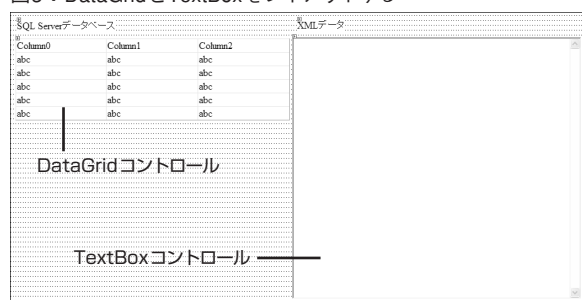 図3：DataGridとTextBoxをレイアウトする
SQL Serverデータベース
XMLデータ
Column0 Column1 Column2
abc abc abc
abc abc abc
abc abc abc
abc abc abc
abc abc abc
DataGridコントロール
TextBoxコントロール